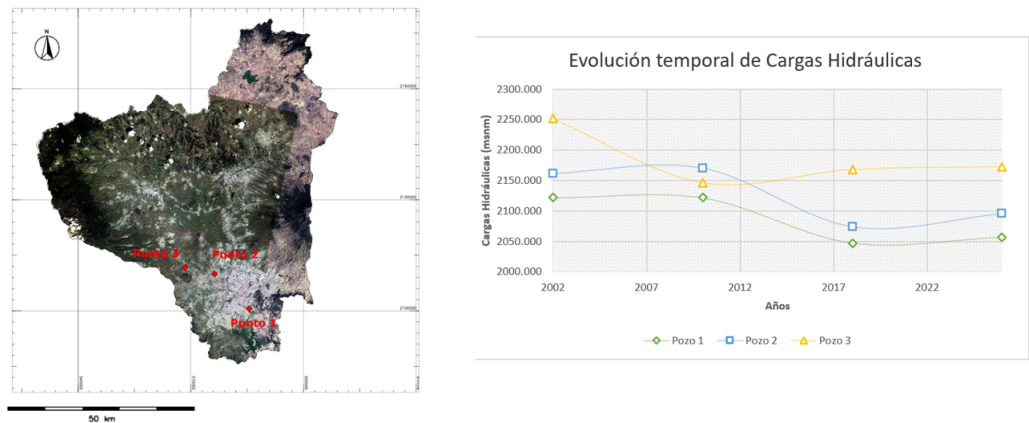 Punto 3
Punto 2
Punto 1
50 km
Evolución temporal de Cargas Hidráulicas
Cargas Hidráulicas (msnm)
2300.000
2250.000
2200.000
2150.000
2100.000
2050.000
2000.000
2002
2007
2012
2017
2022
Años
Pozo 1
Pozo 2
Pozo 3